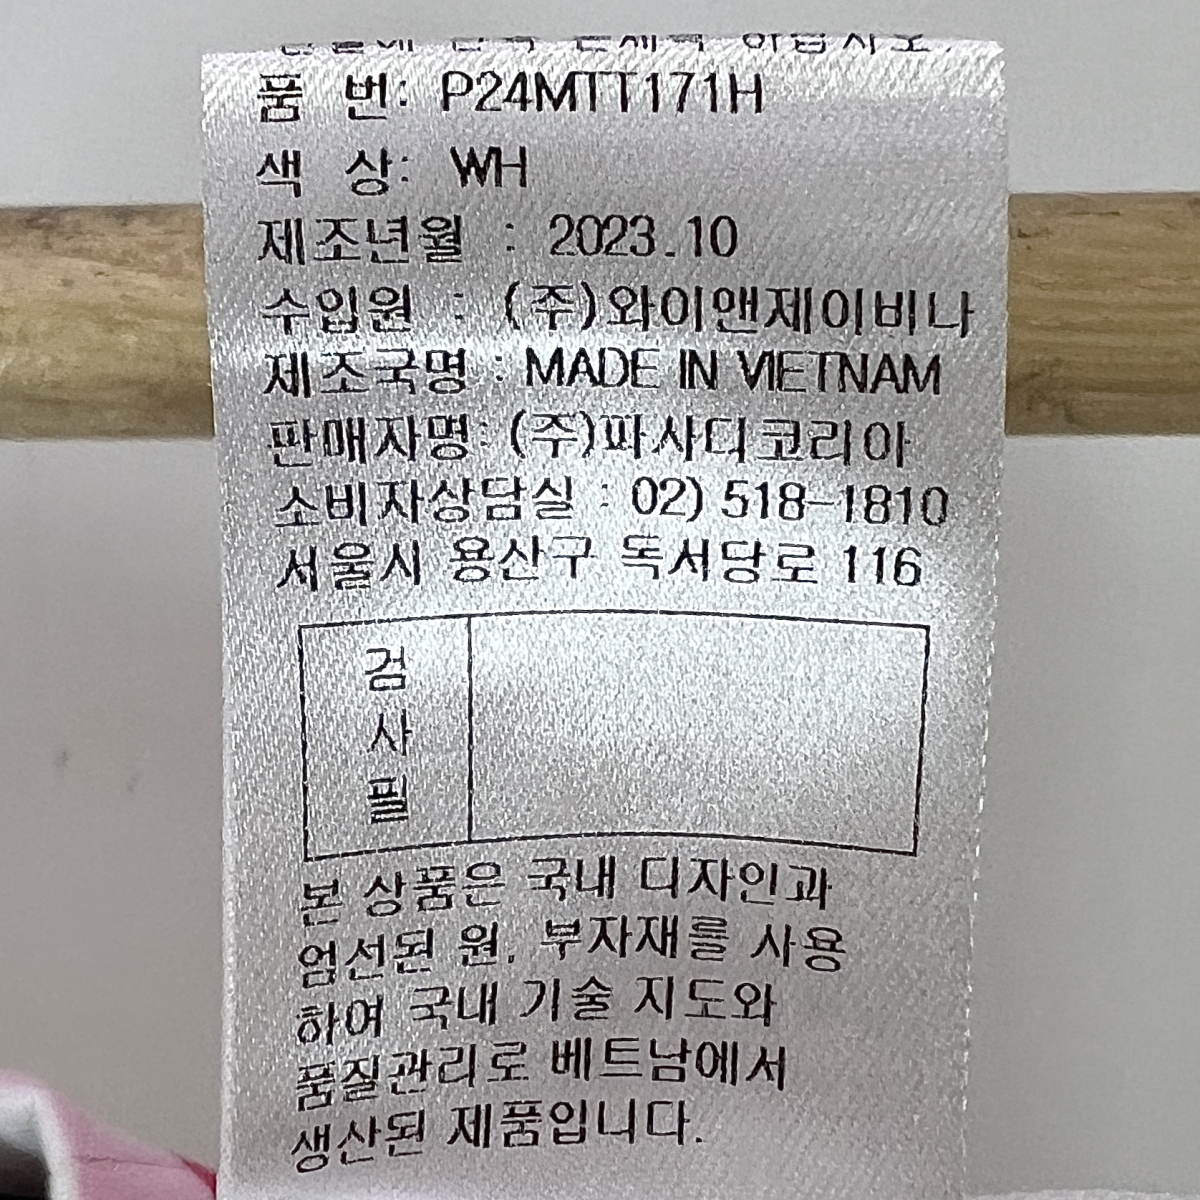 품 번: P24MTT171H
색 상: WH
제조년월 : 2023.10
수입원 : (주)와이앤제이비나
제조국명 : MADE IN VIETNAM
판매자명: (주)파사디코리아
소비자상담실 : 02) 518-1810
서울시 용산구 독서당로 116
검
사
필
본 상품은 국내 디자인과
엄선된 원, 부자재를 사용
하여 국내 기술 지도와
품질관리로 베트남에서
생산된 제품입니다.